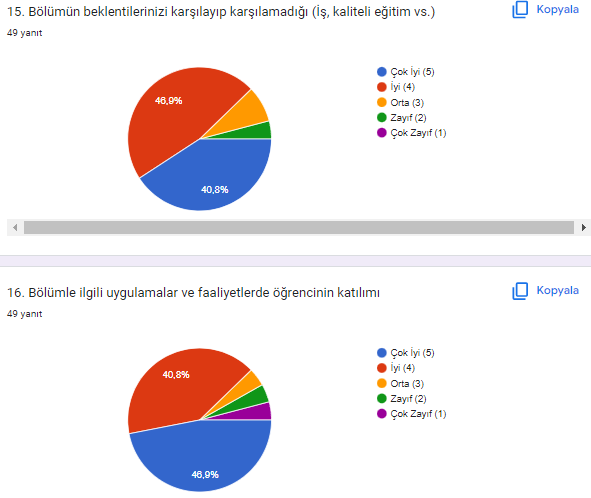 15. Bölümün beklentilerinizi karşılayıp karşılamadığı (İş, kaliteli eğitim vs.)
Kopyala
49 yanıt
46,9%
40,8%
Çok İyi (5)
İyi (4)
Orta (3)
Zayıf (2)
Çok Zayıf (1)
16. Bölümle ilgili uygulamalar ve faaliyetlerde öğrencinin katılımı
Kopyala
49 yanıt
40,8%
46,9%
Çok İyi (5)
İyi (4)
Orta (3)
Zayıf (2)
Çok Zayıf (1)